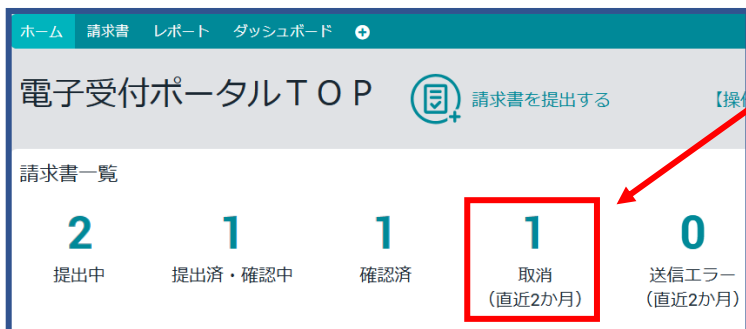 ホーム 請求書 レポート ダッシュボード
電子受付ポータルTOP 請求書を提出する 【操
請求書一覧
2 1 1 1 0
提出中 提出済・確認中 確認済 取消 送信エラー
(直近2か月) (直近2か月)